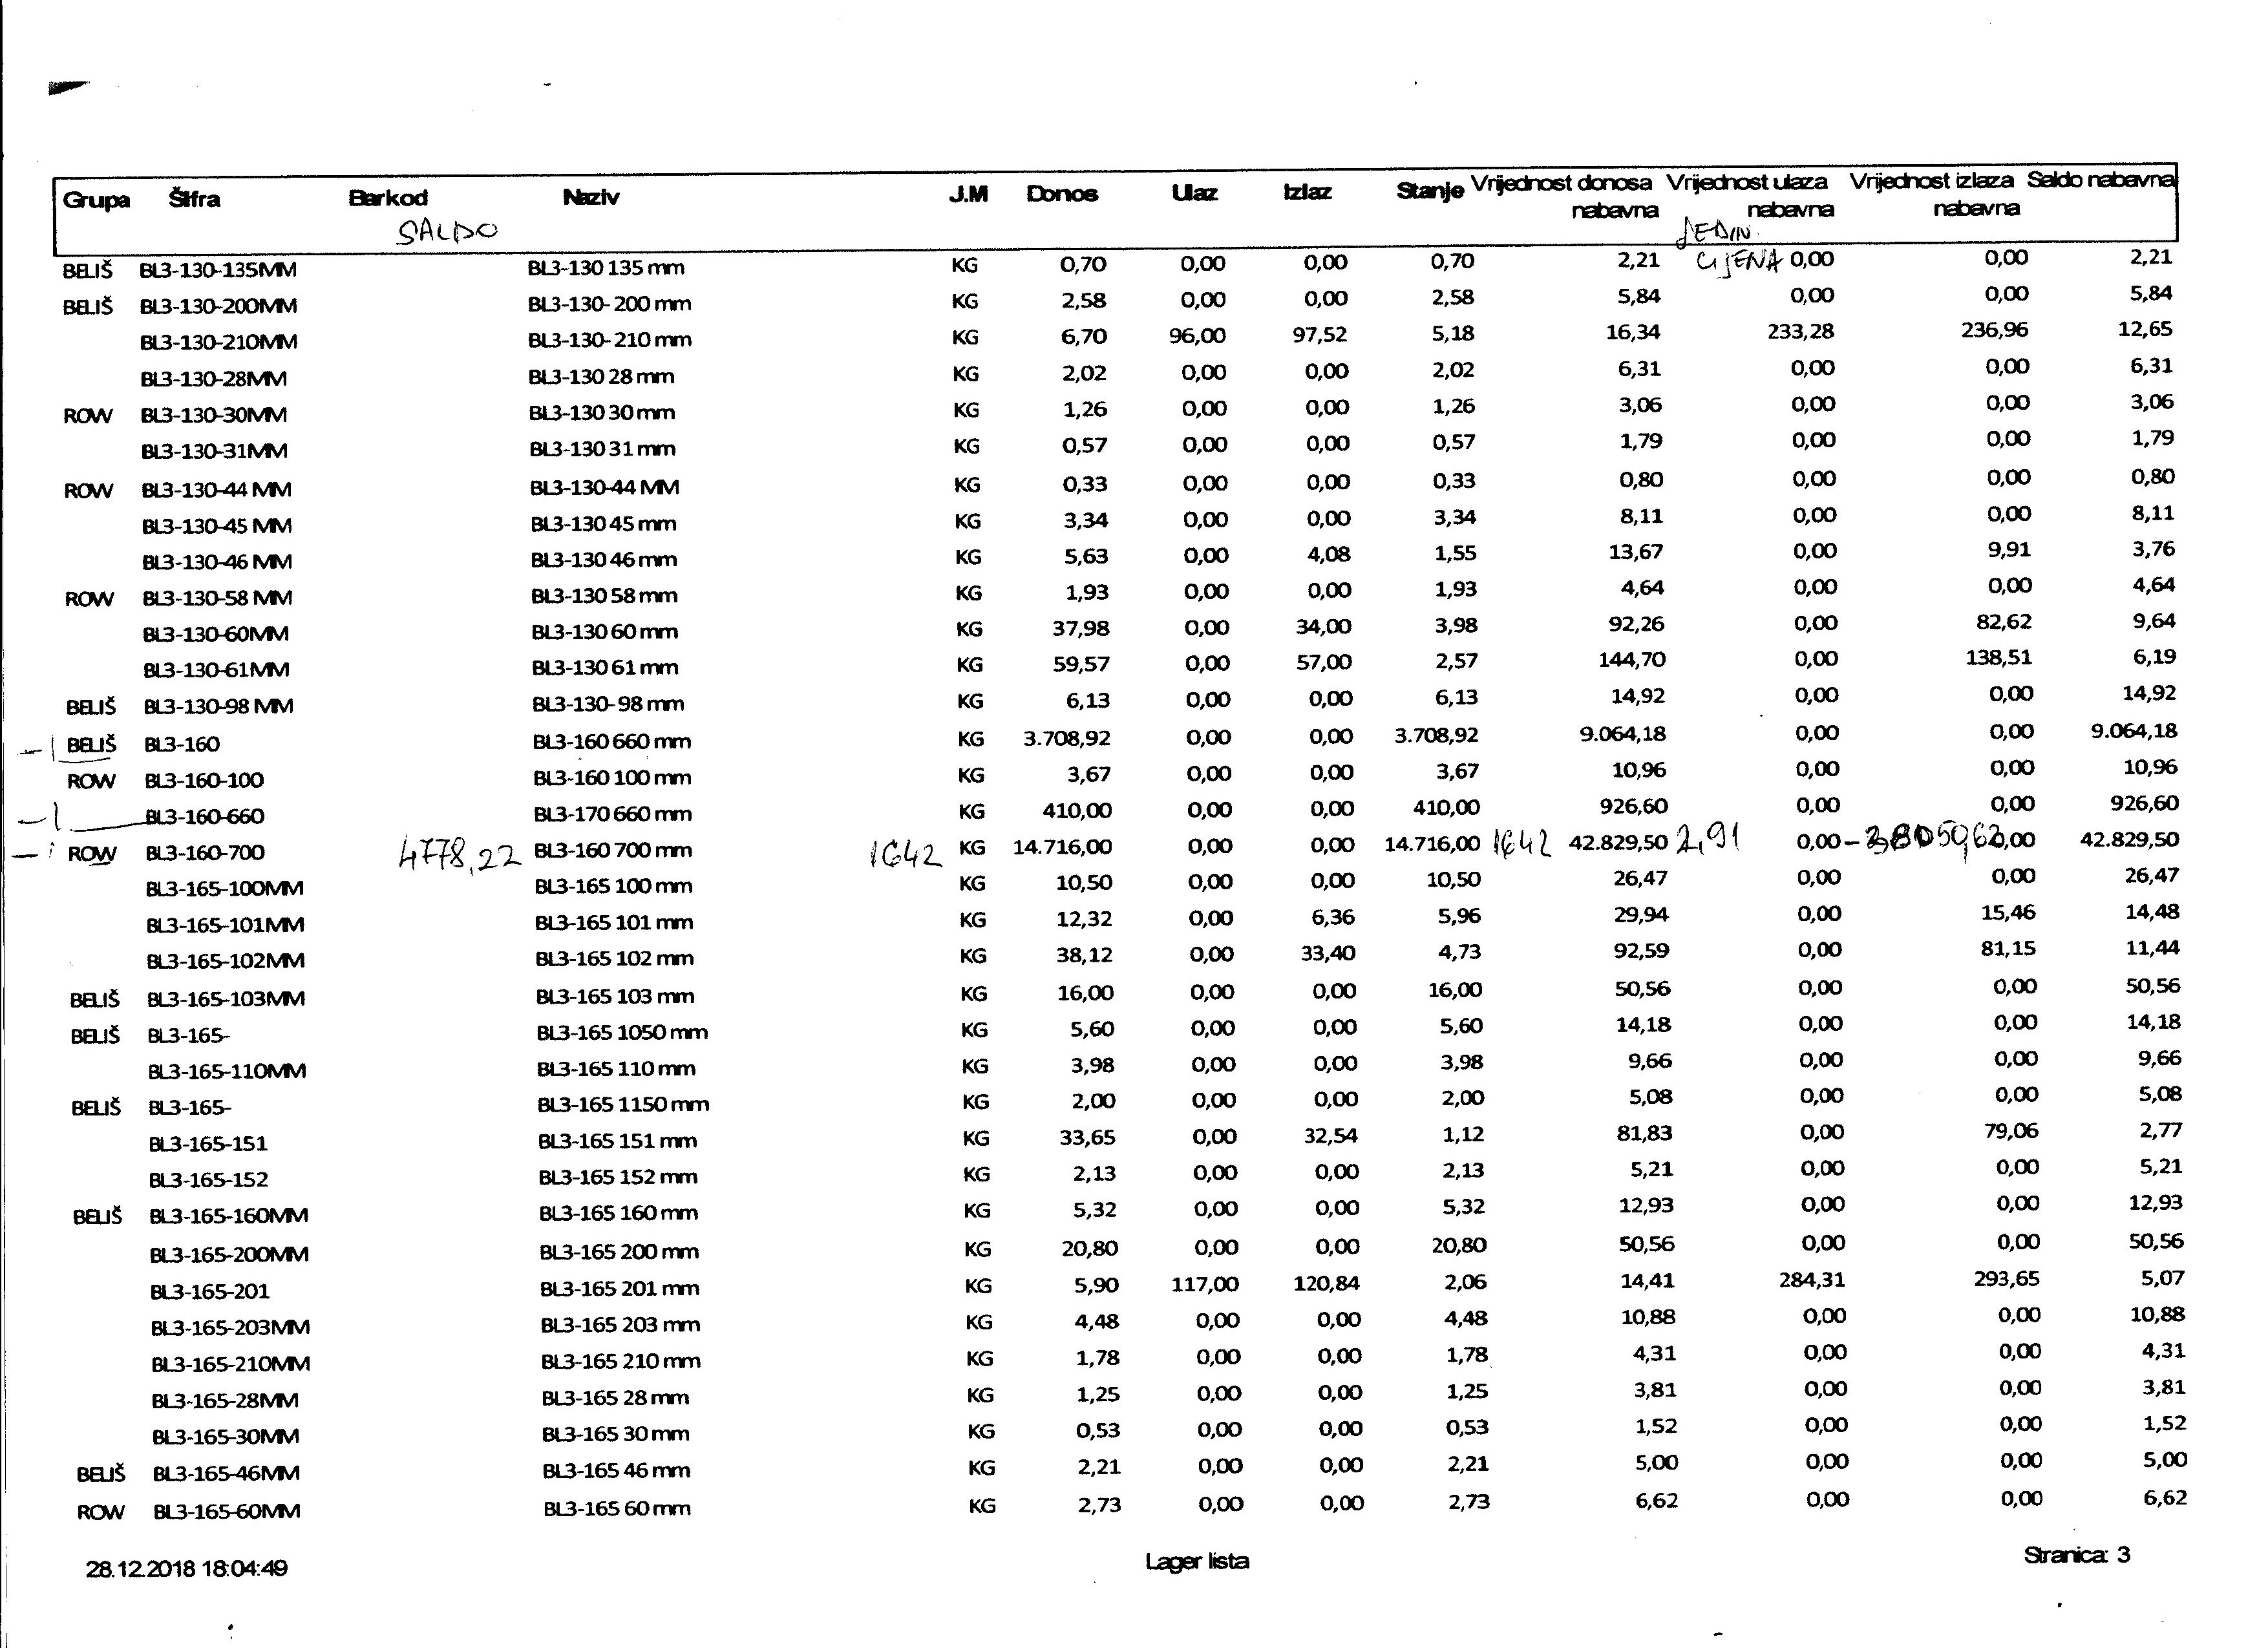 Grupa Šifra Barkod Naziv J.M Donos Ulaz Izlaz Stanje Vrijednost donosa nabavna Vrijednost ulaza nabavna Vrijednost izlaza nabavna Saldo nabavna
SALDO JEDIN. CIJENA
BELIŠ BL3-130-135MM BL3-130 135 mm KG 0,70 0,00 0,00 0,70 2,21 0,00 0,00 2,21
BELIŠ BL3-130-200MM BL3-130- 200 mm KG 2,58 0,00 0,00 2,58 5,84 0,00 0,00 5,84
BL3-130-210MM BL3-130- 210 mm KG 6,70 96,00 97,52 5,18 16,34 233,28 236,96 12,65
BL3-130-28MM BL3-130 28 mm KG 2,02 0,00 0,00 2,02 6,31 0,00 0,00 6,31
ROW BL3-130-30MM BL3-130 30 mm KG 1,26 0,00 0,00 1,26 3,06 0,00 0,00 3,06
BL3-130-31MM BL3-130 31 mm KG 0,57 0,00 0,00 0,57 1,79 0,00 0,00 1,79
ROW BL3-130-44 MM BL3-130-44 MM KG 0,33 0,00 0,00 0,33 0,80 0,00 0,00 0,80
BL3-130-45 MM BL3-130 45 mm KG 3,34 0,00 0,00 3,34 8,11 0,00 0,00 8,11
BL3-130-46 MM BL3-130 46 mm KG 5,63 0,00 4,08 1,55 13,67 0,00 9,91 3,76
ROW BL3-130-58 MM BL3-130 58 mm KG 1,93 0,00 0,00 1,93 4,64 0,00 0,00 4,64
BL3-130-60MM BL3-130 60 mm KG 37,98 0,00 34,00 3,98 92,26 0,00 82,62 9,64
BL3-130-61MM BL3-130 61 mm KG 59,57 0,00 57,00 2,57 144,70 0,00 138,51 6,19
BELIŠ BL3-130-98 MM BL3-130- 98 mm KG 6,13 0,00 0,00 6,13 14,92 0,00 0,00 14,92
BELIŠ BL3-160 BL3-160 660 mm KG 3.708,92 0,00 0,00 3.708,92 9.064,18 0,00 0,00 9.064,18
ROW BL3-160-100 BL3-160 100 mm KG 3,67 0,00 0,00 3,67 10,96 0,00 0,00 10,96
BL3-160-660 BL3-170 660 mm KG 410,00 0,00 0,00 410,00 926,60 0,00 0,00 926,60
ROW BL3-160-700 4778,22 BL3-160 700 mm 1642 KG 14.716,00 0,00 0,00 14.716,00 1642 42.829,50 2,91 0,00 0,00 42.829,50
BL3-165-100MM BL3-165 100 mm KG 10,50 0,00 0,00 10,50 26,47 0,00 0,00 26,47
BL3-165-101MM BL3-165 101 mm KG 12,32 0,00 6,36 5,96 29,94 0,00 15,46 14,48
BL3-165-102MM BL3-165 102 mm KG 38,12 0,00 33,40 4,73 92,59 0,00 81,15 11,44
BELIŠ BL3-165-103MM BL3-165 103 mm KG 16,00 0,00 0,00 16,00 50,56 0,00 0,00 50,56
BELIŠ BL3-165- BL3-165 1050 mm KG 5,60 0,00 0,00 5,60 14,18 0,00 0,00 14,18
BL3-165-110MM BL3-165 110 mm KG 3,98 0,00 0,00 3,98 9,66 0,00 0,00 9,66
BELIŠ BL3-165- BL3-165 1150 mm KG 2,00 0,00 0,00 2,00 5,08 0,00 0,00 5,08
BL3-165-151 BL3-165 151 mm KG 33,65 0,00 32,54 1,12 81,83 0,00 79,06 2,77
BL3-165-152 BL3-165 152 mm KG 2,13 0,00 0,00 2,13 5,21 0,00 0,00 5,21
BELIŠ BL3-165-160MM BL3-165 160 mm KG 5,32 0,00 0,00 5,32 12,93 0,00 0,00 12,93
BL3-165-200MM BL3-165 200 mm KG 20,80 0,00 0,00 20,80 50,56 0,00 0,00 50,56
BL3-165-201 BL3-165 201 mm KG 5,90 117,00 120,84 2,06 14,41 284,31 293,65 5,07
BL3-165-203MM BL3-165 203 mm KG 4,48 0,00 0,00 4,48 10,88 0,00 0,00 10,88
BL3-165-210MM BL3-165 210 mm KG 1,78 0,00 0,00 1,78 4,31 0,00 0,00 4,31
BL3-165-28MM BL3-165 28 mm KG 1,25 0,00 0,00 1,25 3,81 0,00 0,00 3,81
BL3-165-30MM BL3-165 30 mm KG 0,53 0,00 0,00 0,53 1,52 0,00 0,00 1,52
BELIŠ BL3-165-46MM BL3-165 46 mm KG 2,21 0,00 0,00 2,21 5,00 0,00 0,00 5,00
ROW BL3-165-60MM BL3-165 60 mm KG 2,73 0,00 0,00 2,73 6,62 0,00 0,00 6,62
28.12.2018 18:04:49 Lager lista Stranica: 3